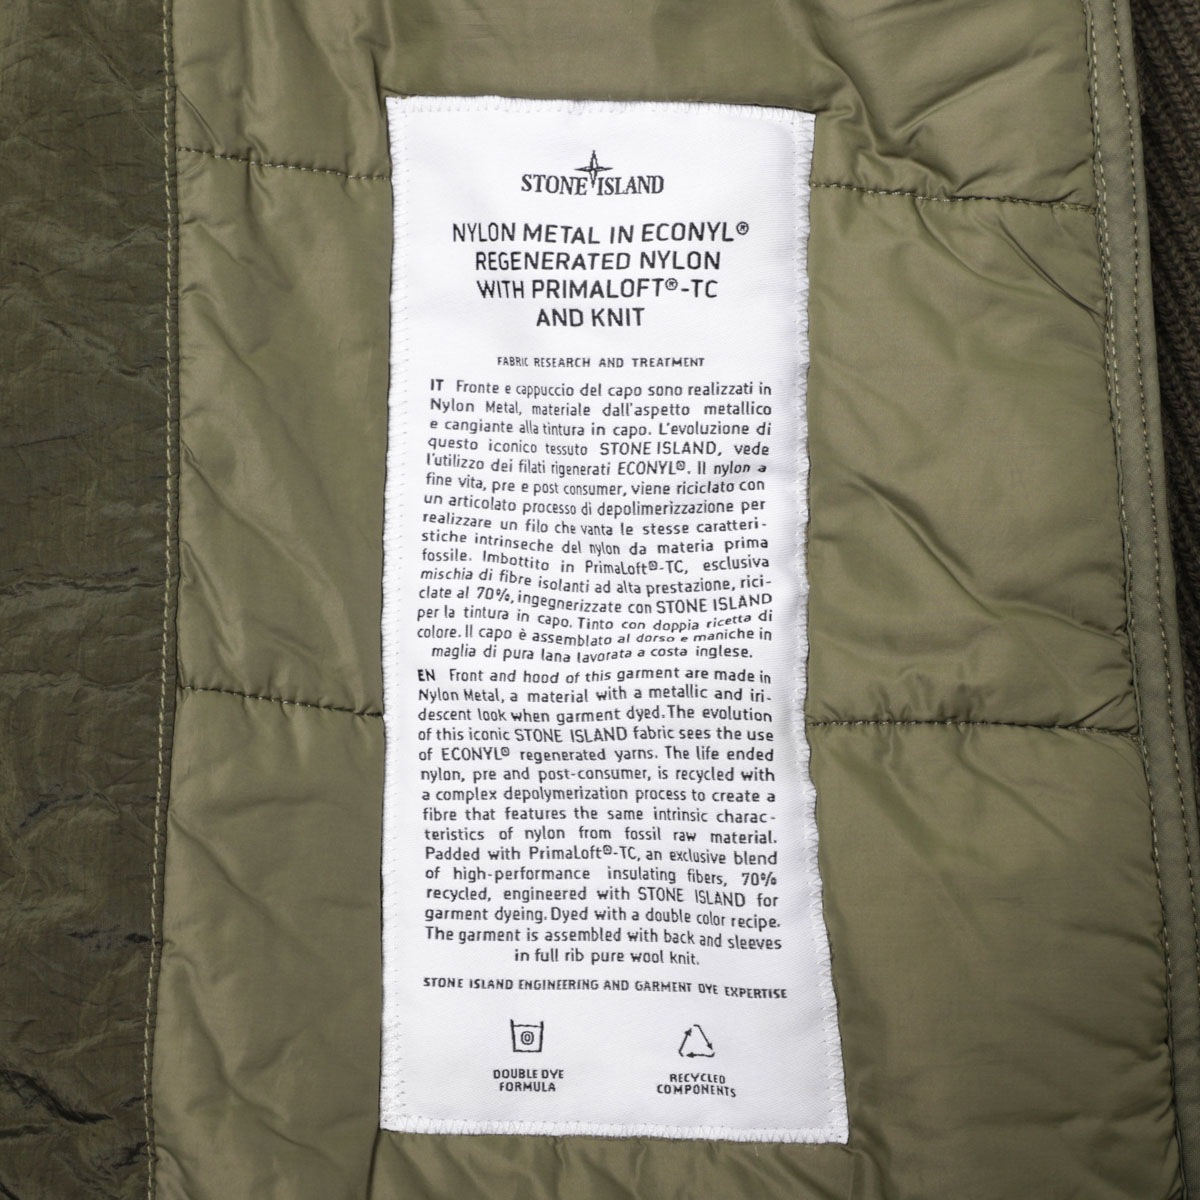 STONE ISLAND
NYLON METAL IN ECONYL®
REGENERATED NYLON
WITH PRIMALOFT®-TC
AND KNIT
FABRIC RESEARCH AND TREATMENT
IT Fronte e cappuccio del capo sono realizzati in
Nylon Metal, materiale dall'aspetto metallico
e cangiante alla tintura in capo. L'evoluzione di
questo iconico tessuto STONE ISLAND, vede
l'utilizzo dei filati rigenerati ECONYL®. Il nylon a
fine vita, pre e post consumer, viene riciclato con
un articolato processo di depolimerizzazione per
realizzare un filo che vanta le stesse caratteri-
stiche intrinseche del nylon da materia prima
fossile. Imbottito in PrimaLoft®-TC, esclusiva
mischia di fibre isolanti ad alta prestazione, rici-
clate al 70%, ingegnerizzate con STONE ISLAND
per la tintura in capo. Tinto con doppia ricetta di
colore. Il capo è assemblato al dorso e maniche in
maglia di pura lana lavorata a costa inglese.
EN Front and hood of this garment are made in
Nylon Metal, a material with a metallic and iri-
descent look when garment dyed. The evolution
of this iconic STONE ISLAND fabric sees the use
of ECONYL® regenerated yarns. The life ended
nylon, pre and post-consumer, is recycled with
a complex depolymerization process to create a
fibre that features the same intrinsic charac-
teristics of nylon from fossil raw material.
Padded with PrimaLoft®-TC, an exclusive blend
of high-performance insulating fibers, 70%
recycled, engineered with STONE ISLAND for
garment dyeing. Dyed with a double color recipe.
The garment is assembled with back and sleeves
in full rib pure wool knit.
STONE ISLAND ENGINEERING AND GARMENT DYE EXPERTISE
DOUBLE DYE
FORMULA
RECYCLED
COMPONENTS